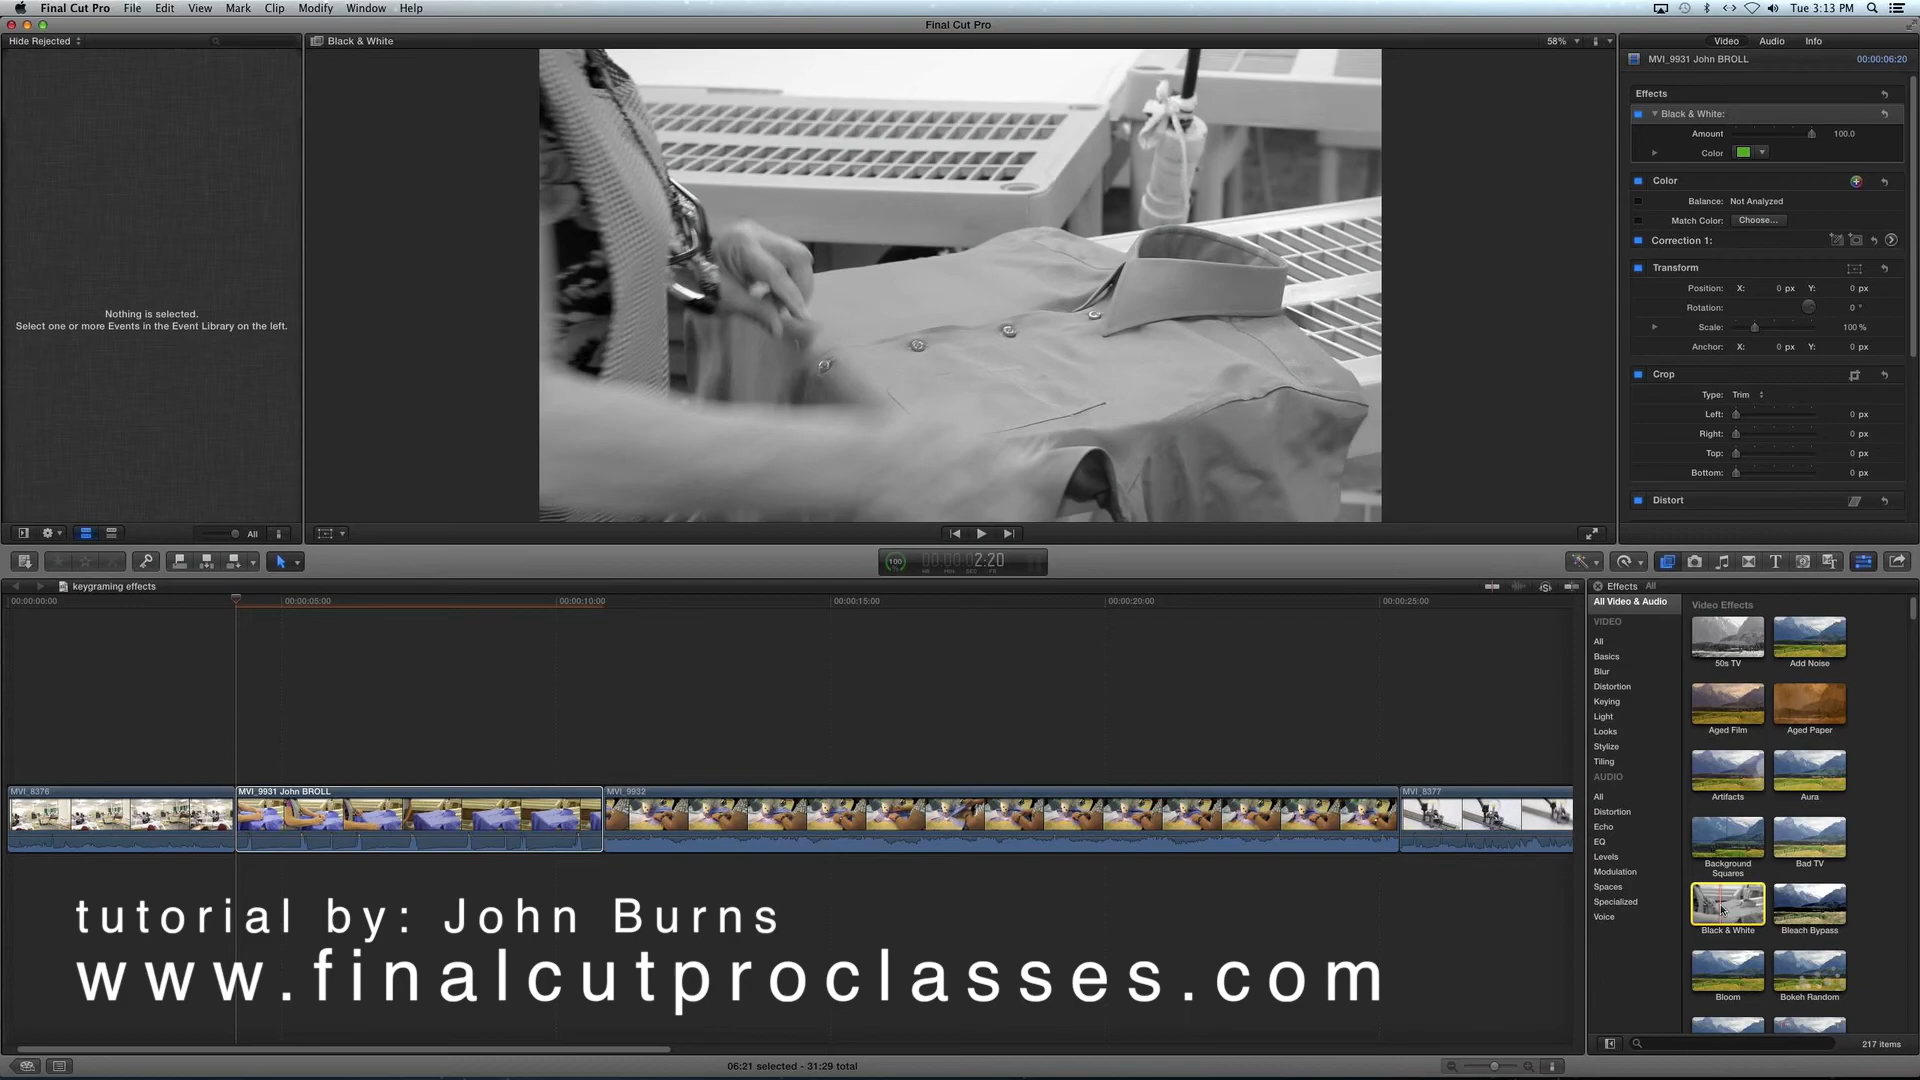 Final Cut Pro File Edit View Mark Clip Modify Window Help
Tue 3:13 PM
Final Cut Pro
Hide Rejected
Nothing is selected.
Select one or more Events in the Event Library on the left.
All
Black & White
58%
Video Audio Info
MVI_9931 John BROLL 00:00:06:20
Effects
Black & White:
Amount 100.0
Color
Color
Balance: Not Analyzed
Match Color: Choose...
Correction 1:
Transform
Position: X: 0 px Y: 0 px
Rotation: 0 °
Scale: 100 %
Anchor: X: 0 px Y: 0 px
Crop
Type: Trim
Left: 0 px
Right: 0 px
Top: 0 px
Bottom: 0 px
Distort
100 00:00:02:20
HR MIN SEC FR
keygraming effects
00:00:00:00 00:00:05:00 00:00:10:00 00:00:15:00 00:00:20:00 00:00:25:00
MVI_8376 MVI_9931 John BROLL MVI_9932 MVI_8377
tutorial by: John Burns
www.finalcutproclasses.com
06:21 selected - 31:29 total
Effects All
All Video & Audio
VIDEO
All
Basics
Blur
Distortion
Keying
Light
Looks
Stylize
Tiling
AUDIO
All
Distortion
Echo
EQ
Levels
Modulation
Spaces
Specialized
Voice
Video Effects
50s TV Add Noise
Aged Film Aged Paper
Artifacts Aura
Background Squares Bad TV
Black & White Bleach Bypass
Bloom Bokeh Random
217 items